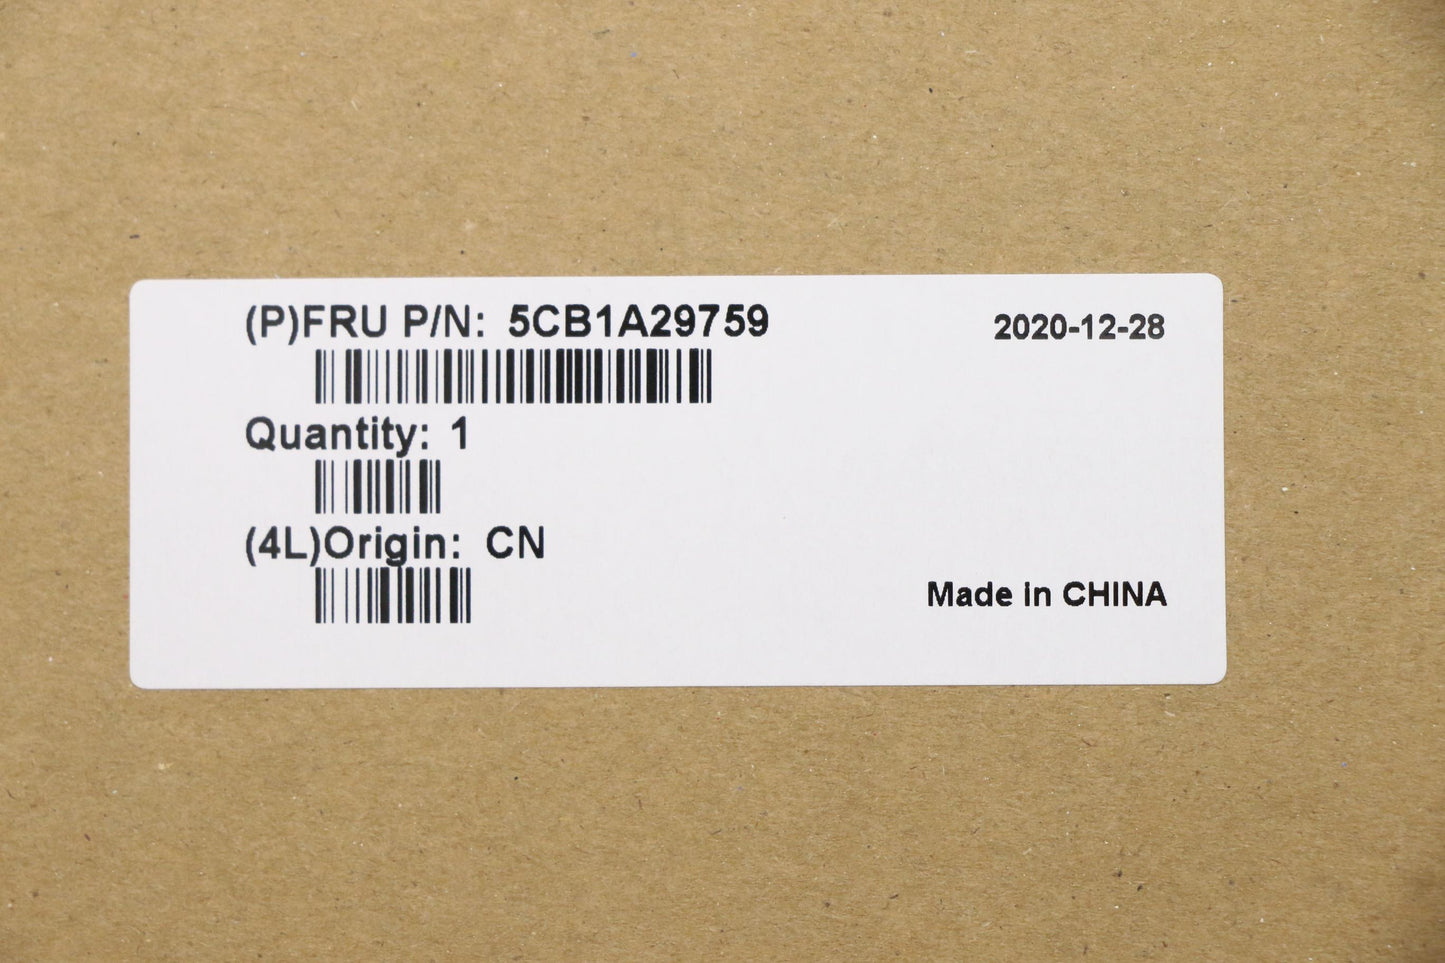 (P)FRU P/N: 5CB1A29759
2020-12-28
Quantity: 1
(4L)Origin: CN
Made in CHINA